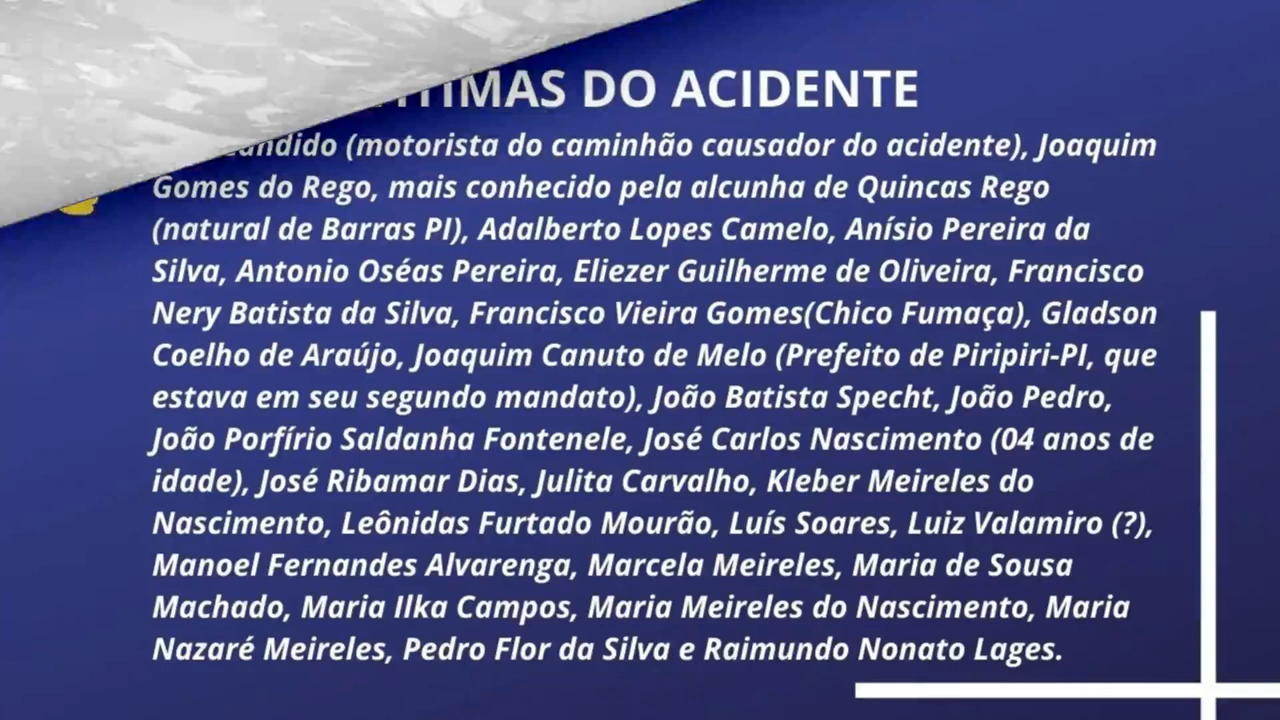 DO ACIDENTE
(motorista do caminhão causador do acidente), Joaquim
Gomes do Rego, mais conhecido pela alcunha de Quincas Rego
(natural de Barras PI), Adalberto Lopes Camelo, Anísio Pereira da
Silva, Antonio Oséas Pereira, Eliezer Guilherme de Oliveira, Francisco
Nery Batista da Silva, Francisco Vieira Gomes(Chico Fumaça), Gladson
Coelho de Araújo, Joaquim Canuto de Melo (Prefeito de Piripiri-PI, que
estava em seu segundo mandato), João Batista Specht, João Pedro,
João Porfírio Saldanha Fontenele, José Carlos Nascimento (04 anos de
idade), José Ribamar Dias, Julita Carvalho, Kleber Meireles do
Nascimento, Leônidas Furtado Mourão, Luís Soares, Luiz Valamiro (?),
Manoel Fernandes Alvarenga, Marcela Meireles, Maria de Sousa
Machado, Maria Ilka Campos, Maria Meireles do Nascimento, Maria
Nazaré Meireles, Pedro Flor da Silva e Raimundo Nonato Lages.